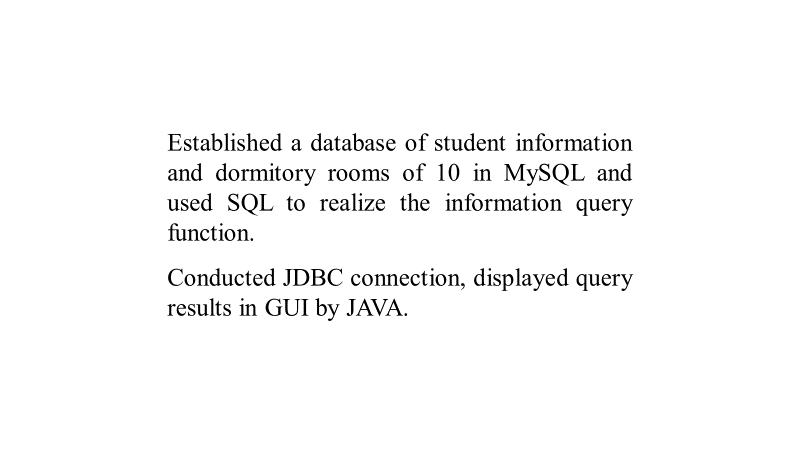 Established a database of student information
and dormitory rooms of 10 in MySQL and
used SQL to realize the information query
function.
Conducted JDBC connection, displayed query
results in GUI by JAVA.